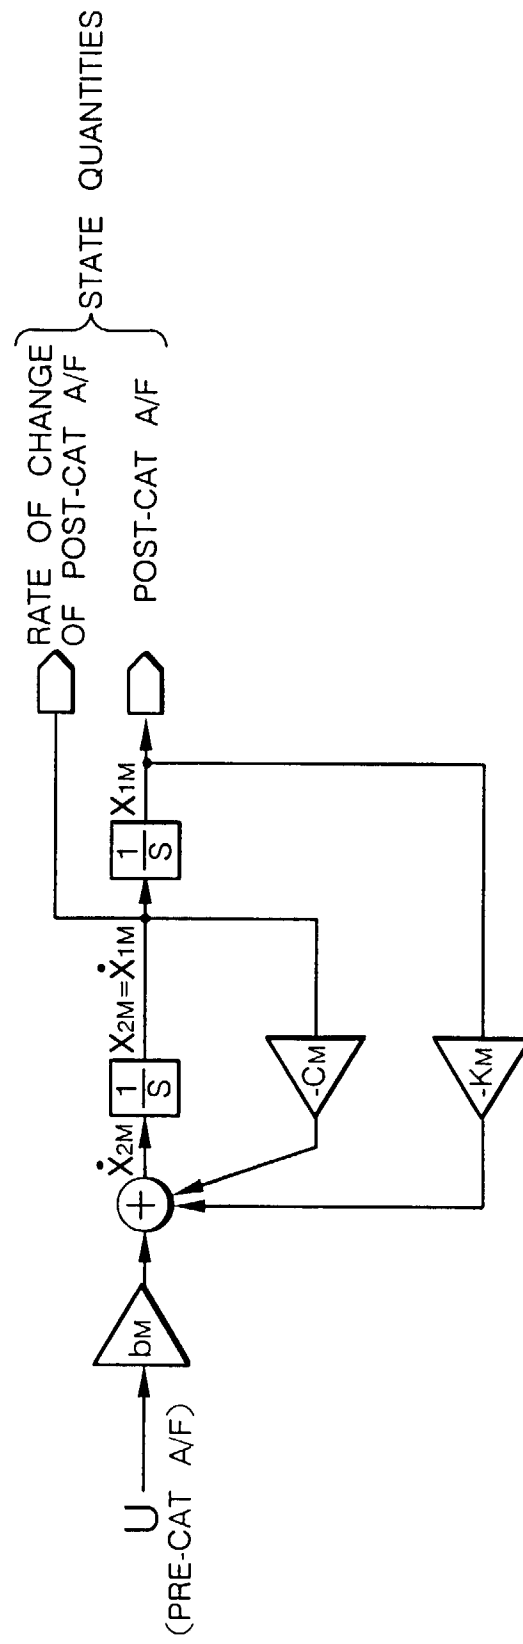 U
(PRE-CAT A/F)
bM
+
Ẋ2M
1/S
X2M=Ẋ1M
1/S
X1M
-CM
-KM
RATE OF CHANGE
OF POST-CAT A/F
POST-CAT A/F
STATE QUANTITIES